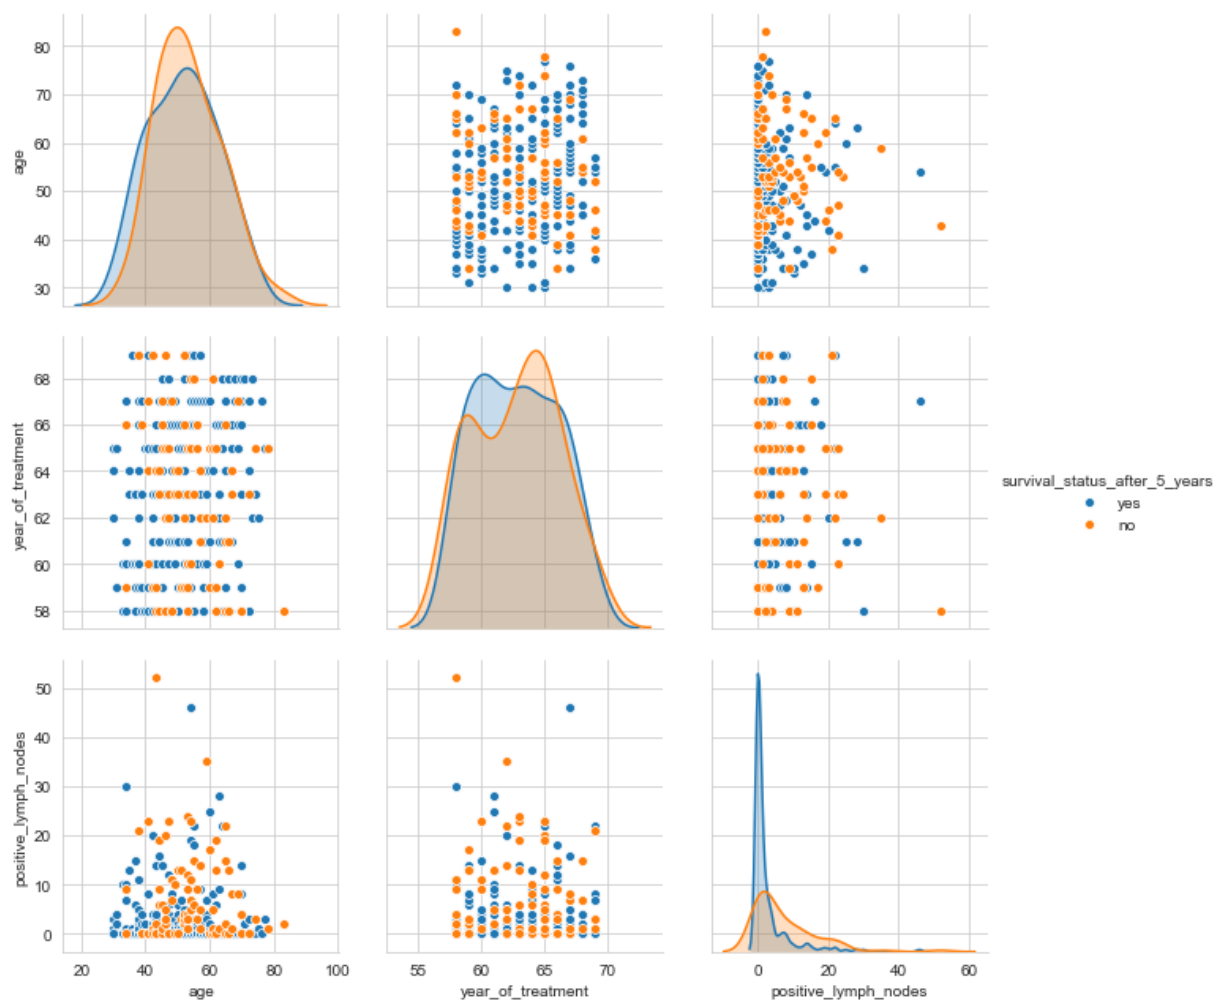 age
80
70
60
50
40
30
year_of_treatment
68
66
64
62
60
58
survival_status_after_5_years
yes
no
positive_lymph_nodes
50
40
30
20
10
0
20 40 60 80 100
age
55 60 65 70
year_of_treatment
0 20 40 60
positive_lymph_nodes